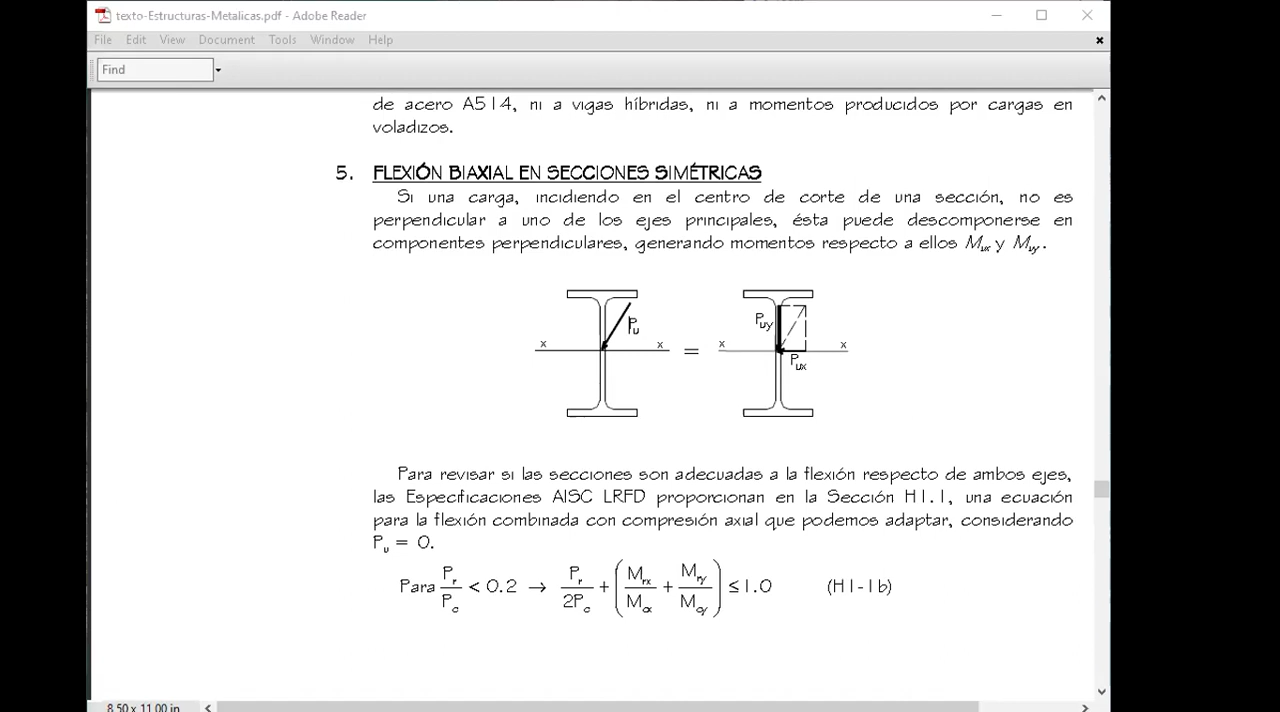 texto-Estructuras-Metalicas.pdf - Adobe Reader
File Edit View Document Tools Window Help
Find
de acero A514, ni a vigas híbridas, ni a momentos producidos por cargas en
voladizos.
5. FLEXIÓN BIAXIAL EN SECCIONES SIMÉTRICAS
Si una carga, incidiendo en el centro de corte de una sección, no es
perpendicular a uno de los ejes principales, ésta puede descomponerse en
componentes perpendiculares, generando momentos respecto a ellos Mux y Muy.
Pu
Puy
x x = x x
Pux
Para revisar si las secciones son adecuadas a la flexión respecto de ambos ejes,
las Especificaciones AISC LRFD proporcionan en la Sección H1.1, una ecuación
para la flexión combinada con compresión axial que podemos adaptar, considerando
Pu = 0.
Para Pr/Pc < 0.2 → Pr/2Pc + (Mrx/Mcx + Mry/Mcy) ≤ 1.0 (H1-1b)
8.50 x 11.00 in